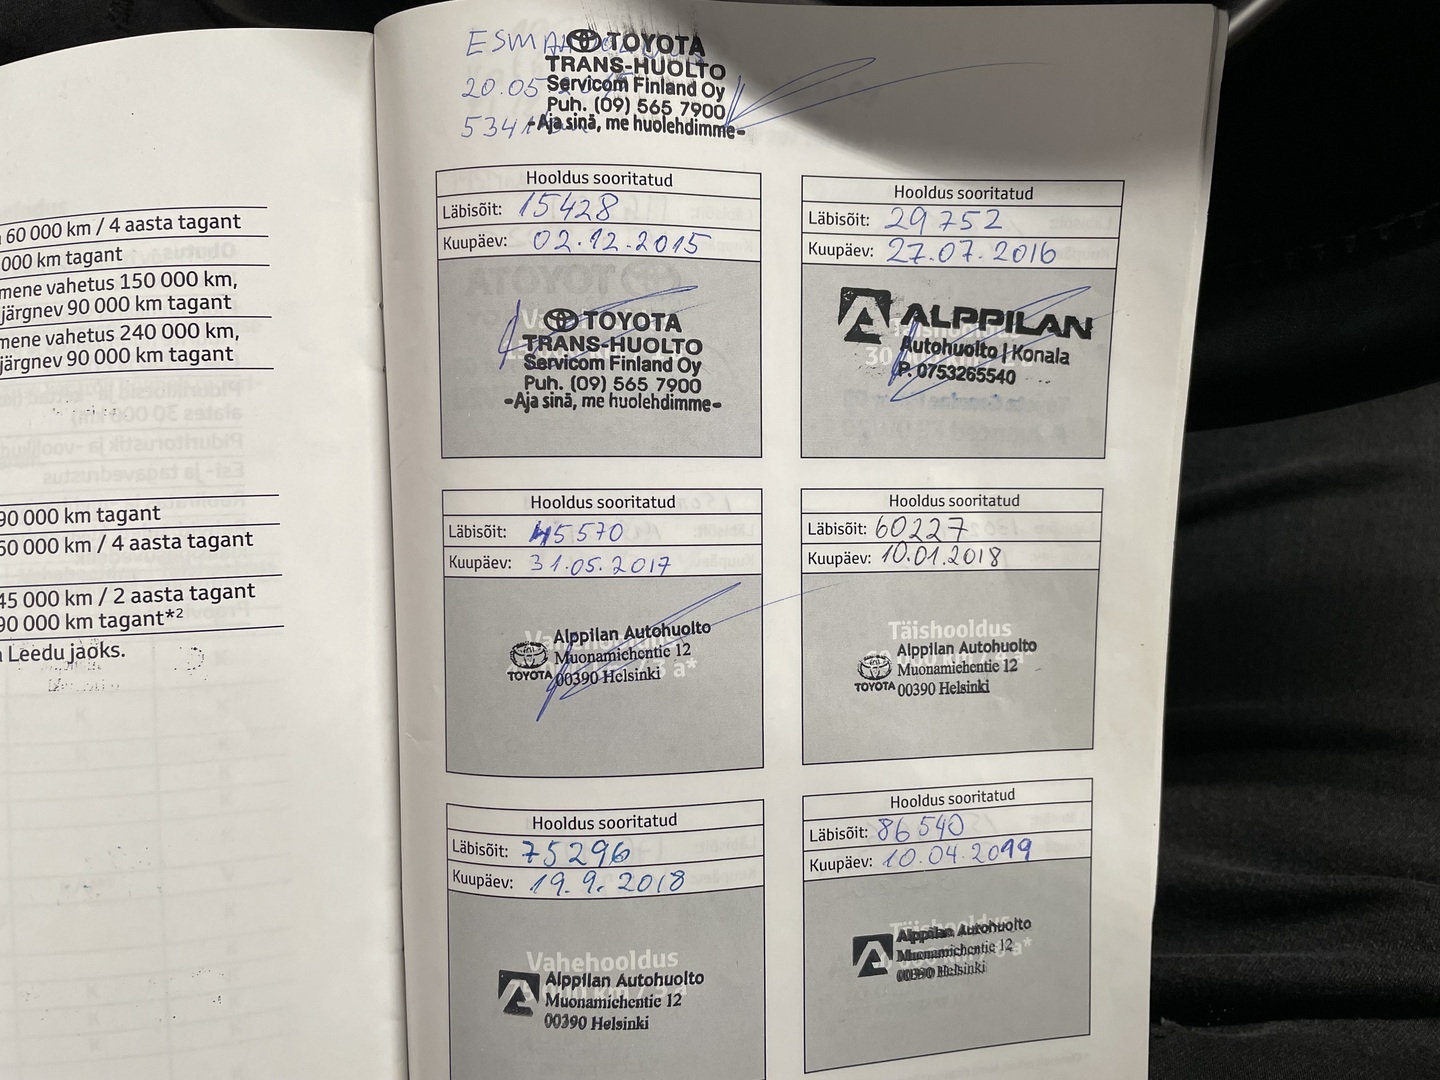 60 000 km / 4 aasta tagant
000 km tagant
mene vahetus 150 000 km,
järgnev 90 000 km tagant
mene vahetus 240 000 km,
järgnev 90 000 km tagant
90 000 km tagant
60 000 km / 4 aasta tagant
45 000 km / 2 aasta tagant
90 000 km tagant*²
Leedu jaoks.
TOYOTA
TRANS-HUOLTO
20.05 Servicom Finland Oy
Puh. (09) 565 7900
-Aja sinä, me huolehdimme-
Hooldus sooritatud
Läbisõit: 15428
Kuupäev: 02.12.2015
TOYOTA
TRANS-HUOLTO
Servicom Finland Oy
Puh. (09) 565 7900
-Aja sinä, me huolehdimme-
Hooldus sooritatud
Läbisõit: 29752
Kuupäev: 27.07.2016
ALPPILAN
Autohuolto | Konala
P. 0753265540
Hooldus sooritatud
Läbisõit: 45570
Kuupäev: 31.05.2017
Alppilan Autohuolto
Muonamiehentie 12
TOYOTA 00390 Helsinki
Hooldus sooritatud
Läbisõit: 60227
Kuupäev: 10.01.2018
Täishooldus
Alppilan Autohuolto
Muonamiehentie 12
TOYOTA 00390 Helsinki
Hooldus sooritatud
Läbisõit: 75296
Kuupäev: 19.9.2018
Vahehooldus
Alppilan Autohuolto
Muonamiehentie 12
00390 Helsinki
Hooldus sooritatud
Läbisõit: 86540
Kuupäev: 10.04.2099
Täishooldus
Alppilan Autohuolto
Muonamiehentie 12
00390 Helsinki